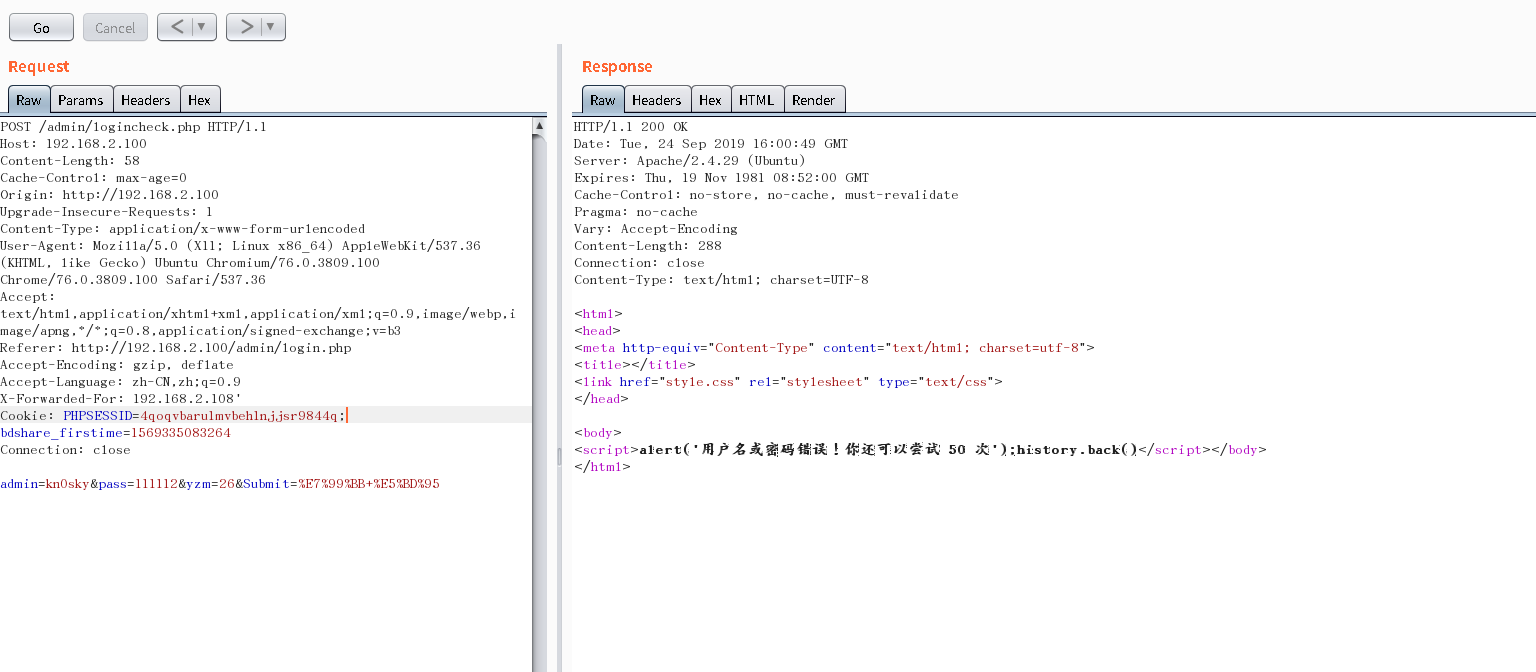 Go
Cancel
< ▼
> ▼
Request
Raw
Params
Headers
Hex
POST /admin/logincheck.php HTTP/1.1
Host: 192.168.2.100
Content-Length: 58
Cache-Control: max-age=0
Origin: http://192.168.2.100
Upgrade-Insecure-Requests: 1
Content-Type: application/x-www-form-urlencoded
User-Agent: Mozilla/5.0 (X11; Linux x86_64) AppleWebKit/537.36
(KHTML, like Gecko) Ubuntu Chromium/76.0.3809.100
Chrome/76.0.3809.100 Safari/537.36
Accept:
text/html,application/xhtml+xml,application/xml;q=0.9,image/webp,i
mage/apng,*/*;q=0.8,application/signed-exchange;v=b3
Referer: http://192.168.2.100/admin/login.php
Accept-Encoding: gzip, deflate
Accept-Language: zh-CN,zh;q=0.9
X-Forwarded-For: 192.168.2.108'
Cookie: PHPSESSID=4qoqvbarulmvbehlnjjsr9844q;
bdshare_firstime=1569335083264
Connection: close
admin=kn0sky&pass=111112&yzm=26&Submit=%E7%99%BB+%E5%BD%95
Response
Raw
Headers
Hex
HTML
Render
HTTP/1.1 200 OK
Date: Tue, 24 Sep 2019 16:00:49 GMT
Server: Apache/2.4.29 (Ubuntu)
Expires: Thu, 19 Nov 1981 08:52:00 GMT
Cache-Control: no-store, no-cache, must-revalidate
Pragma: no-cache
Vary: Accept-Encoding
Content-Length: 288
Connection: close
Content-Type: text/html; charset=UTF-8
<html>
<head>
<meta http-equiv="Content-Type" content="text/html; charset=utf-8">
<title></title>
<link href="style.css" rel="stylesheet" type="text/css">
</head>
<body>
<script>alert('用户名或密码错误！你还可以尝试 50 次');history.back()</script></body>
</html>